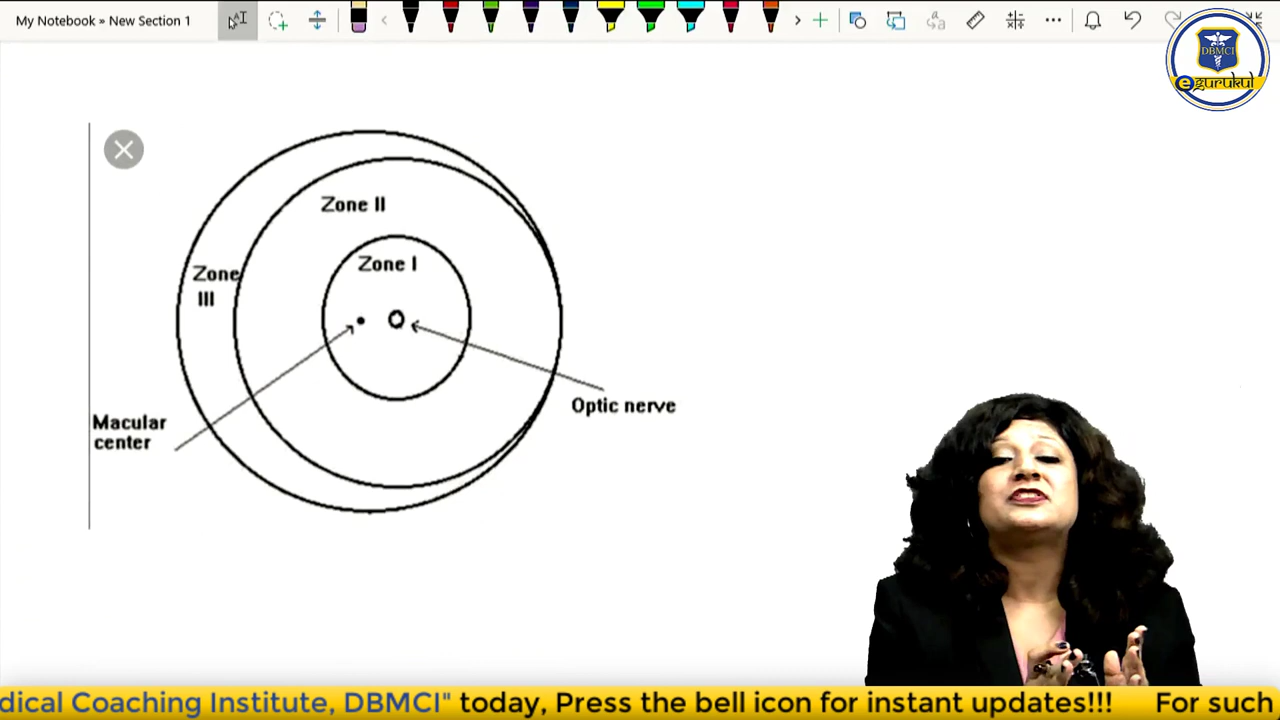 My Notebook » New Section 1
DBMCI
eगुरुकुल
Zone II
Zone I
Zone
III
Macular
center
Optic nerve
dical Coaching Institute, DBMCI" today, Press the bell icon for instant updates!!! For such